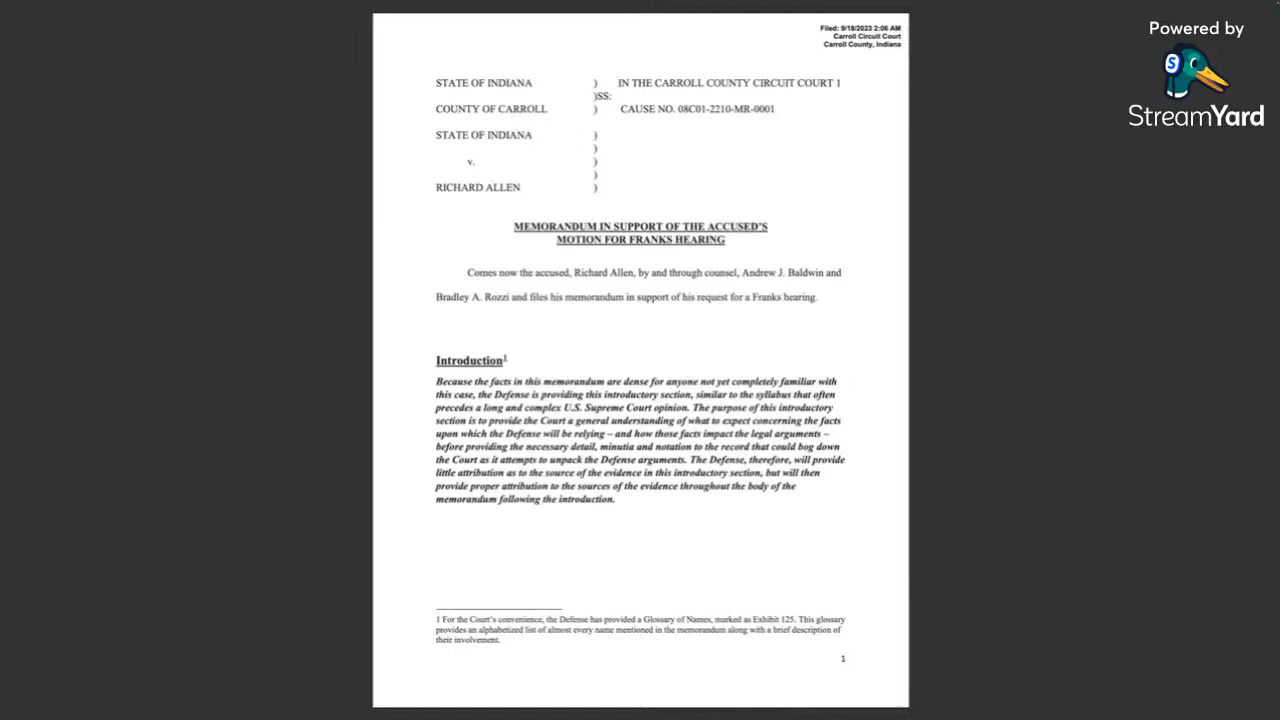 Powered by
StreamYard
Filed: 9/18/2023 2:06 AM
Carroll Circuit Court
Carroll County, Indiana
STATE OF INDIANA ) IN THE CARROLL COUNTY CIRCUIT COURT 1
)SS:
COUNTY OF CARROLL ) CAUSE NO. 08C01-2210-MR-0001
STATE OF INDIANA )
)
v. )
)
RICHARD ALLEN )
MEMORANDUM IN SUPPORT OF THE ACCUSED'S
MOTION FOR FRANKS HEARING
Comes now the accused, Richard Allen, by and through counsel, Andrew J. Baldwin and
Bradley A. Rozzi and files his memorandum in support of his request for a Franks hearing.
Introduction1
Because the facts in this memorandum are dense for anyone not yet completely familiar with
this case, the Defense is providing this introductory section, similar to the syllabus that often
precedes a long and complex U.S. Supreme Court opinion. The purpose of this introductory
section is to provide the Court a general understanding of what to expect concerning the facts
upon which the Defense will be relying – and how those facts impact the legal arguments –
before providing the necessary detail, minutia and notation to the record that could bog down
the Court as it attempts to unpack the Defense arguments. The Defense, therefore, will provide
little attribution as to the source of the evidence in this introductory section, but will then
provide proper attribution to the sources of the evidence throughout the body of the
memorandum following the introduction.
1 For the Court's convenience, the Defense has provided a Glossary of Names, marked as Exhibit 125. This glossary
provides an alphabetized list of almost every name mentioned in the memorandum along with a brief description of
their involvement.
1